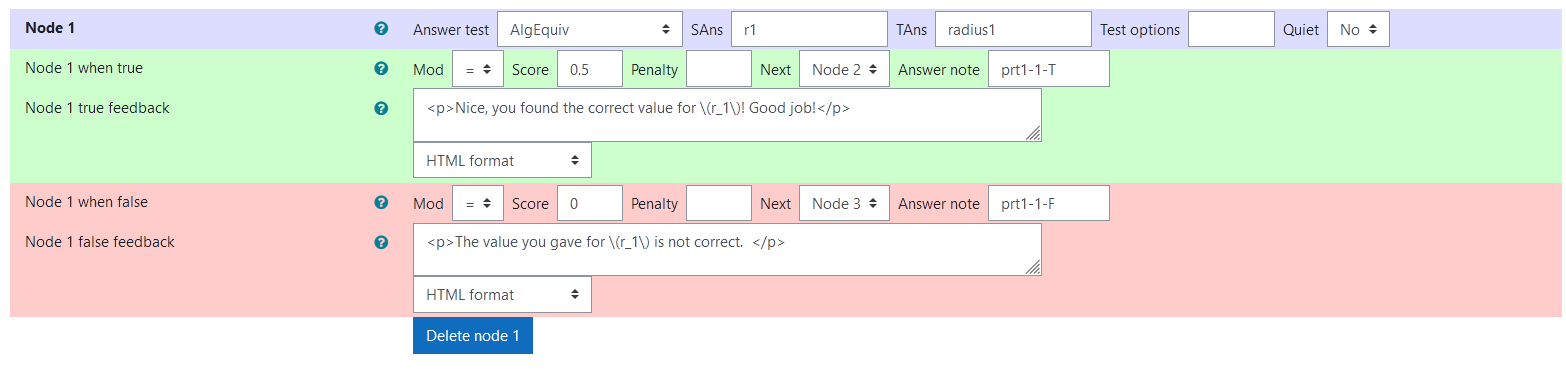 Node 1 Answer test AlgEquiv SAns r1 TAns radius1 Test options Quiet No
Node 1 when true Mod = Score 0.5 Penalty Next Node 2 Answer note prt1-1-T
Node 1 true feedback <p>Nice, you found the correct value for \(r_1\)! Good job!</p>
HTML format
Node 1 when false Mod = Score 0 Penalty Next Node 3 Answer note prt1-1-F
Node 1 false feedback <p>The value you gave for \(r_1\) is not correct.  </p>
HTML format
Delete node 1